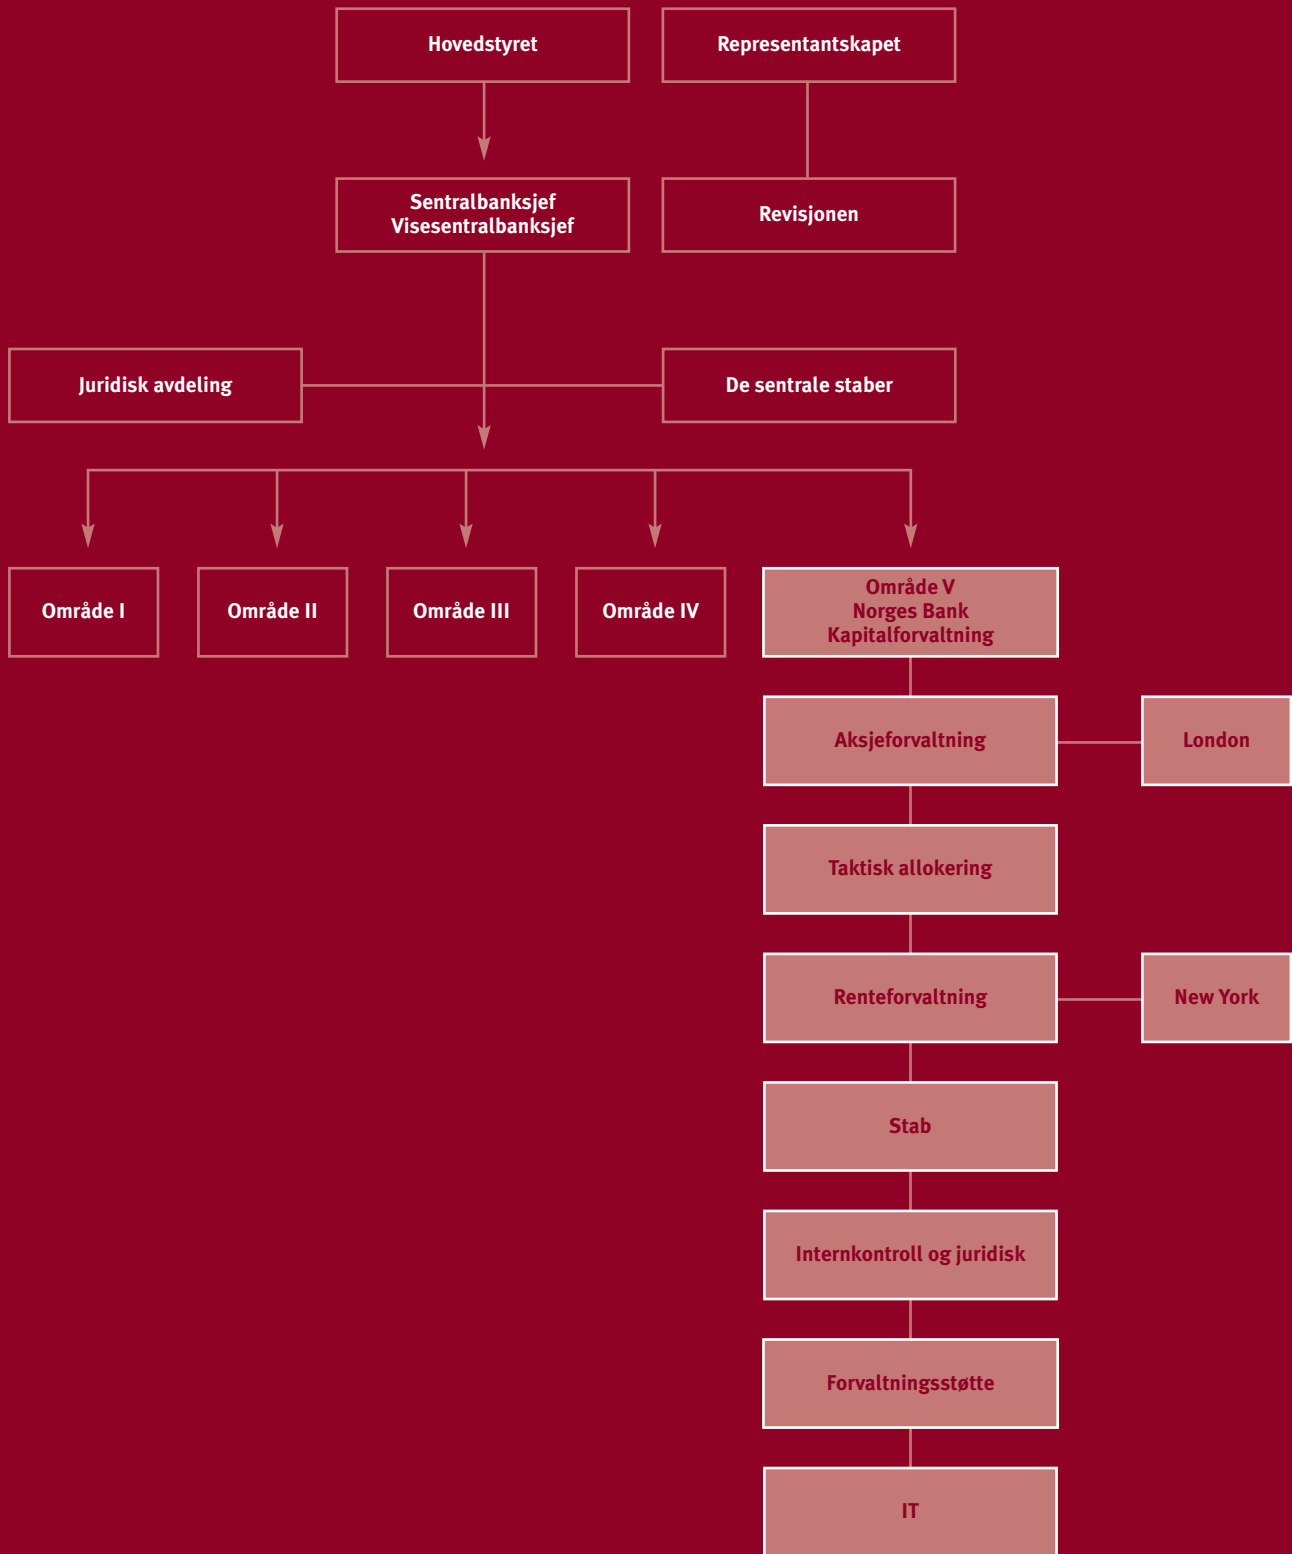 Hovedstyret
Representantskapet
Sentralbanksjef
Visesentralbanksjef
Revisjonen
Juridisk avdeling
De sentrale staber
Område I
Område II
Område III
Område IV
Område V
Norges Bank
Kapitalforvaltning
Aksjeforvaltning
London
Taktisk allokering
Renteforvaltning
New York
Stab
Internkontroll og juridisk
Forvaltningsstøtte
IT